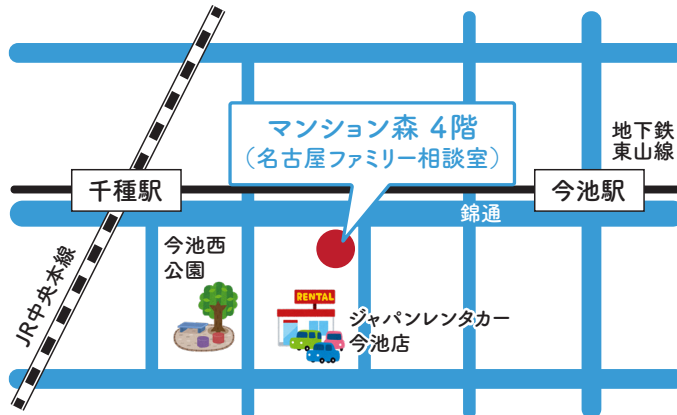 マンション森 4階
（名古屋ファミリー相談室）
地下鉄
東山線
千種駅
今池駅
錦通
今池西
公園
JR中央本線
RENTAL
ジャパンレンタカー
今池店